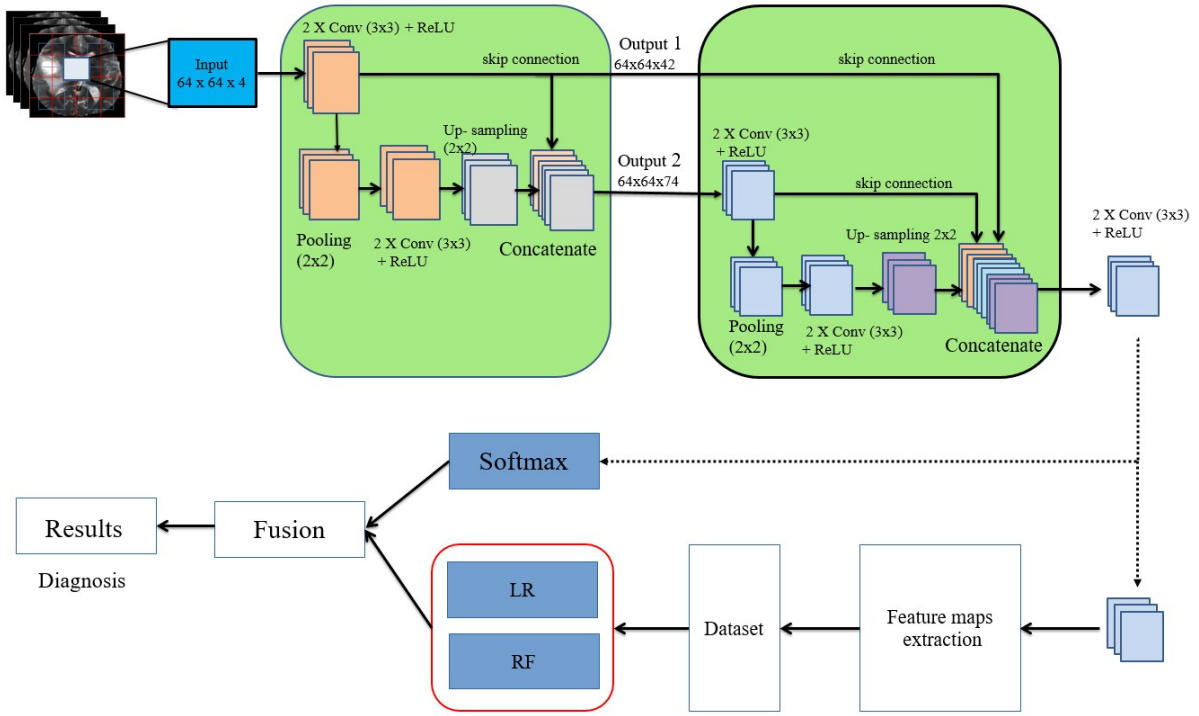 2 X Conv (3x3) + ReLU
Input
64 x 64 x 4
skip connection
Output 1
64x64x42
skip connection
Up- sampling
(2x2)
Output 2
64x64x74
2 X Conv (3x3)
+ ReLU
skip connection
Pooling
(2x2)
2 X Conv (3x3)
+ ReLU
Concatenate
Up- sampling 2x2
2 X Conv (3x3)
+ ReLU
Pooling
(2x2)
2 X Conv (3x3)
+ ReLU
Concatenate
Softmax
Results
Fusion
Diagnosis
LR
RF
Dataset
Feature maps
extraction